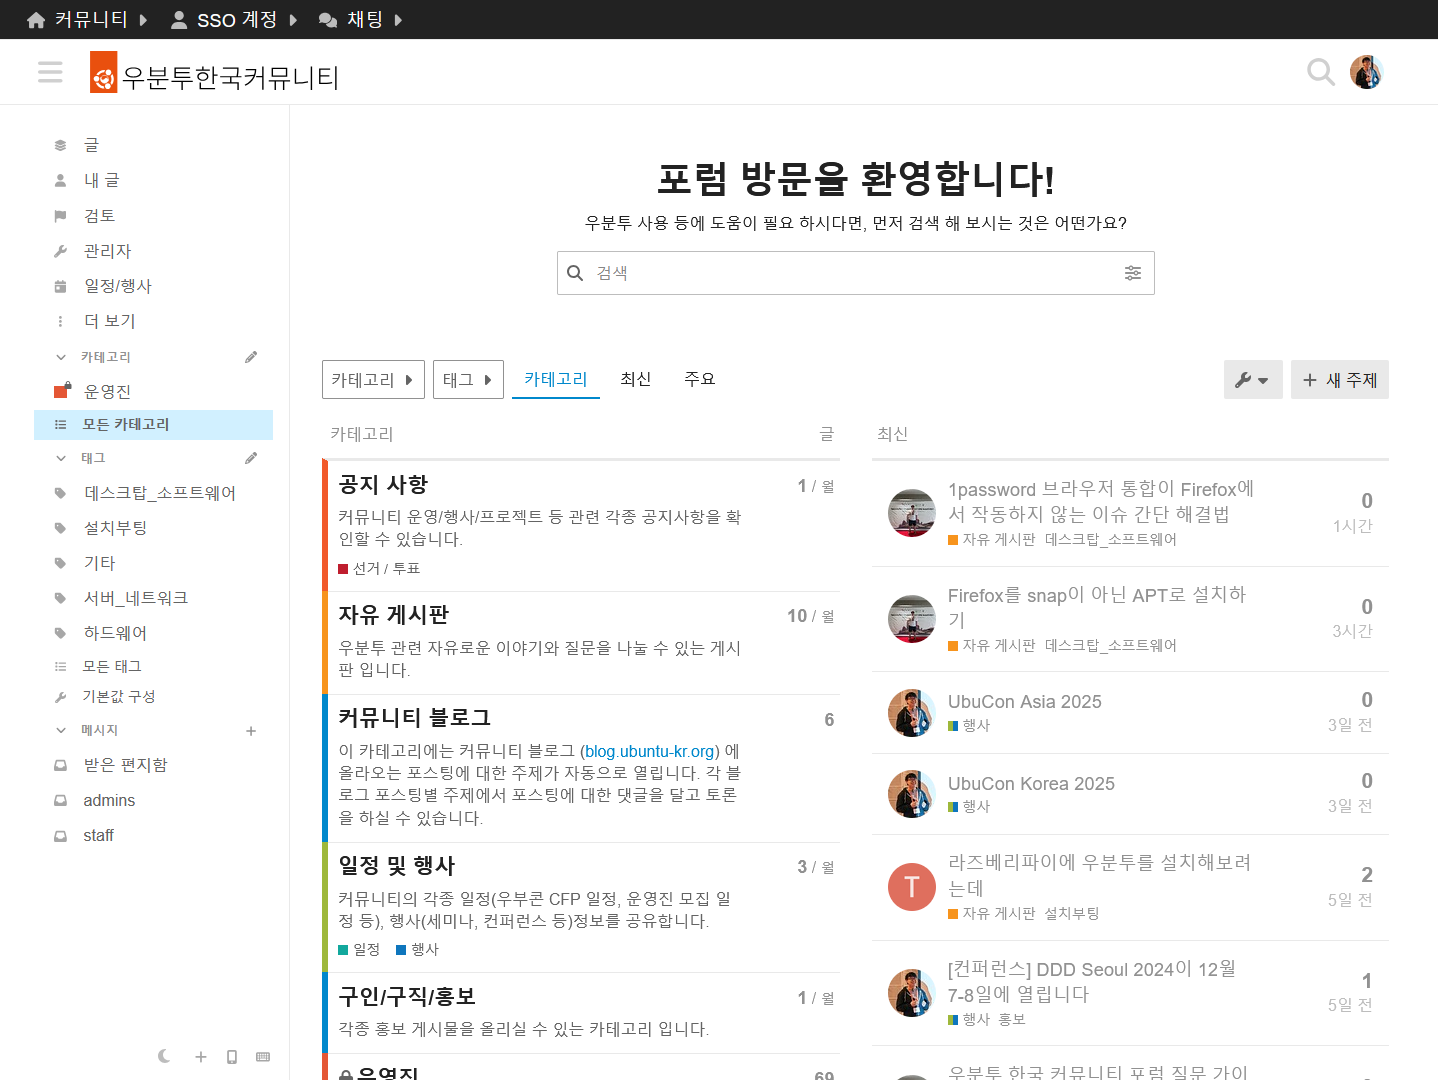 커뮤니티 SSO 계정 채팅
우분투한국커뮤니티
글
내 글
검토
관리자
일정/행사
더 보기
카테고리
운영진
모든 카테고리
태그
데스크탑_소프트웨어
설치부팅
기타
서버_네트워크
하드웨어
모든 태그
기본값 구성
메시지
받은 편지함
admins
staff
포럼 방문을 환영합니다!
우분투 사용 등에 도움이 필요 하시다면, 먼저 검색 해 보시는 것은 어떤가요?
검색
카테고리 태그 카테고리 최신 주요 새 주제
카테고리 글
공지 사항 1 / 월
커뮤니티 운영/행사/프로젝트 등 관련 각종 공지사항을 확
인할 수 있습니다.
선거 / 투표
자유 게시판 10 / 월
우분투 관련 자유로운 이야기와 질문을 나눌 수 있는 게시
판 입니다.
커뮤니티 블로그 6
이 카테고리에는 커뮤니티 블로그 (blog.ubuntu-kr.org) 에
올라오는 포스팅에 대한 주제가 자동으로 열립니다. 각 블
로그 포스팅별 주제에서 포스팅에 대한 댓글을 달고 토론
을 하실 수 있습니다.
일정 및 행사 3 / 월
커뮤니티의 각종 일정(우부콘 CFP 일정, 운영진 모집 일
정 등), 행사(세미나, 컨퍼런스 등)정보를 공유합니다.
일정 행사
구인/구직/홍보 1 / 월
각종 홍보 게시물을 올리실 수 있는 카테고리 입니다.
운영진 69
최신
1password 브라우저 통합이 Firefox에 0
서 작동하지 않는 이슈 간단 해결법 1시간
자유 게시판 데스크탑_소프트웨어
Firefox를 snap이 아닌 APT로 설치하 0
기 3시간
자유 게시판 데스크탑_소프트웨어
UbuCon Asia 2025 0
행사 3일 전
UbuCon Korea 2025 0
행사 3일 전
T
라즈베리파이에 우분투를 설치해보려 2
는데 5일 전
자유 게시판 설치부팅
[컨퍼런스] DDD Seoul 2024이 12월 1
7-8일에 열립니다 5일 전
행사 홍보
우분투 한국 커뮤니티 포럼 질문 가이